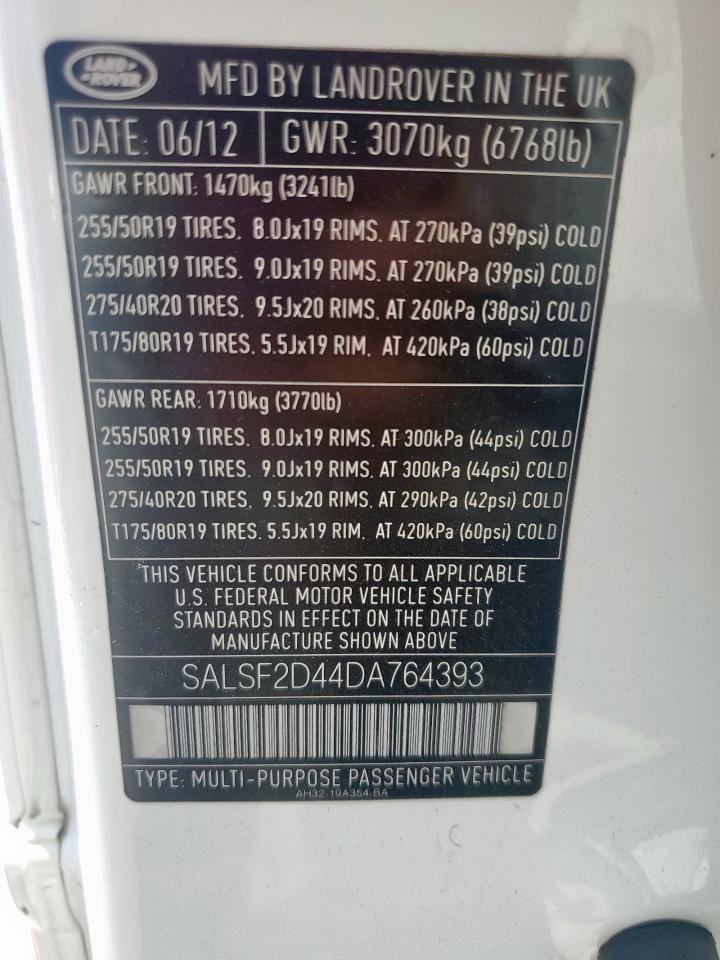 LAND
ROVER
MFD BY LANDROVER IN THE UK
DATE: 06/12 GWR: 3070kg (6768lb)
GAWR FRONT: 1470kg (3241lb)
255/50R19 TIRES, 8.0Jx19 RIMS, AT 270kPa (39psi) COLD
255/50R19 TIRES, 9.0Jx19 RIMS, AT 270kPa (39psi) COLD
275/40R20 TIRES, 9.5Jx20 RIMS, AT 260kPa (38psi) COLD
T175/80R19 TIRES, 5.5Jx19 RIM, AT 420kPa (60psi) COLD
GAWR REAR: 1710kg (3770lb)
255/50R19 TIRES, 8.0Jx19 RIMS, AT 300kPa (44psi) COLD
255/50R19 TIRES, 9.0Jx19 RIMS, AT 300kPa (44psi) COLD
275/40R20 TIRES, 9.5Jx20 RIMS, AT 290kPa (42psi) COLD
T175/80R19 TIRES, 5.5Jx19 RIM, AT 420kPa (60psi) COLD
THIS VEHICLE CONFORMS TO ALL APPLICABLE
U.S. FEDERAL MOTOR VEHICLE SAFETY
STANDARDS IN EFFECT ON THE DATE OF
MANUFACTURE SHOWN ABOVE
SALSF2D44DA764393
TYPE: MULTI-PURPOSE PASSENGER VEHICLE
AH32-19A354-BA